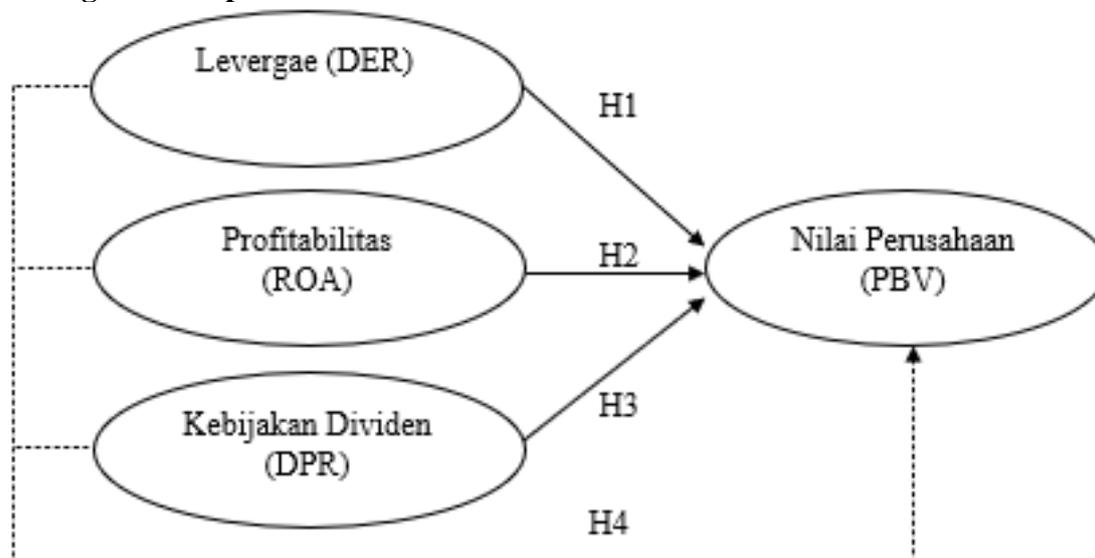 Levergae (DER)
H1
Profitabilitas
(ROA)
H2
Nilai Perusahaan
(PBV)
Kebijakan Dividen
(DPR)
H3
H4